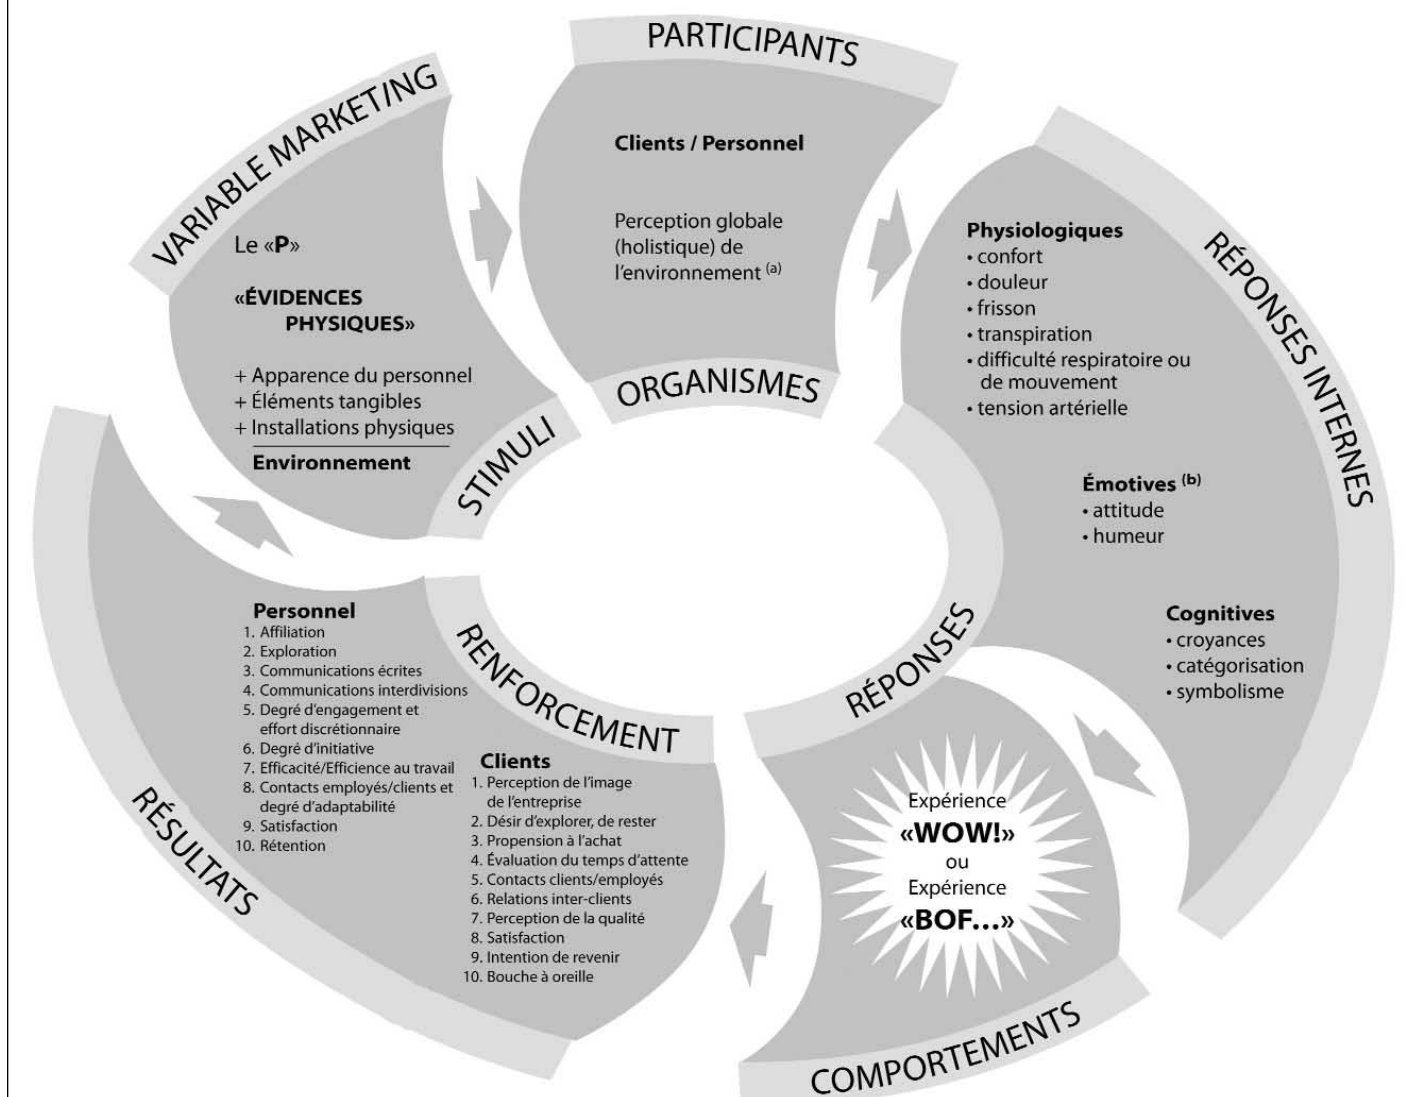 VARIABLE MARKETING
Le «P»
«ÉVIDENCES
PHYSIQUES»
+ Apparence du personnel
+ Éléments tangibles
+ Installations physiques
Environnement
STIMULI
PARTICIPANTS
Clients / Personnel
Perception globale
(holistique) de
l'environnement (a)
ORGANISMES
RÉPONSES INTERNES
Physiologiques
• confort
• douleur
• frisson
• transpiration
• difficulté respiratoire ou
de mouvement
• tension artérielle
Émotives (b)
• attitude
• humeur
Cognitives
• croyances
• catégorisation
• symbolisme
RÉPONSES
Expérience
«WOW!»
ou
Expérience
«BOF...»
COMPORTEMENTS
RENFORCEMENT
Personnel
1. Affiliation
2. Exploration
3. Communications écrites
4. Communications interdivisions
5. Degré d'engagement et
effort discrétionnaire
6. Degré d'initiative
7. Efficacité/Efficience au travail
8. Contacts employés/clients et
degré d'adaptabilité
9. Satisfaction
10. Rétention
Clients
1. Perception de l'image
de l'entreprise
2. Désir d'explorer, de rester
3. Propension à l'achat
4. Évaluation du temps d'attente
5. Contacts clients/employés
6. Relations inter-clients
7. Perception de la qualité
8. Satisfaction
9. Intention de revenir
10. Bouche à oreille
RÉSULTATS